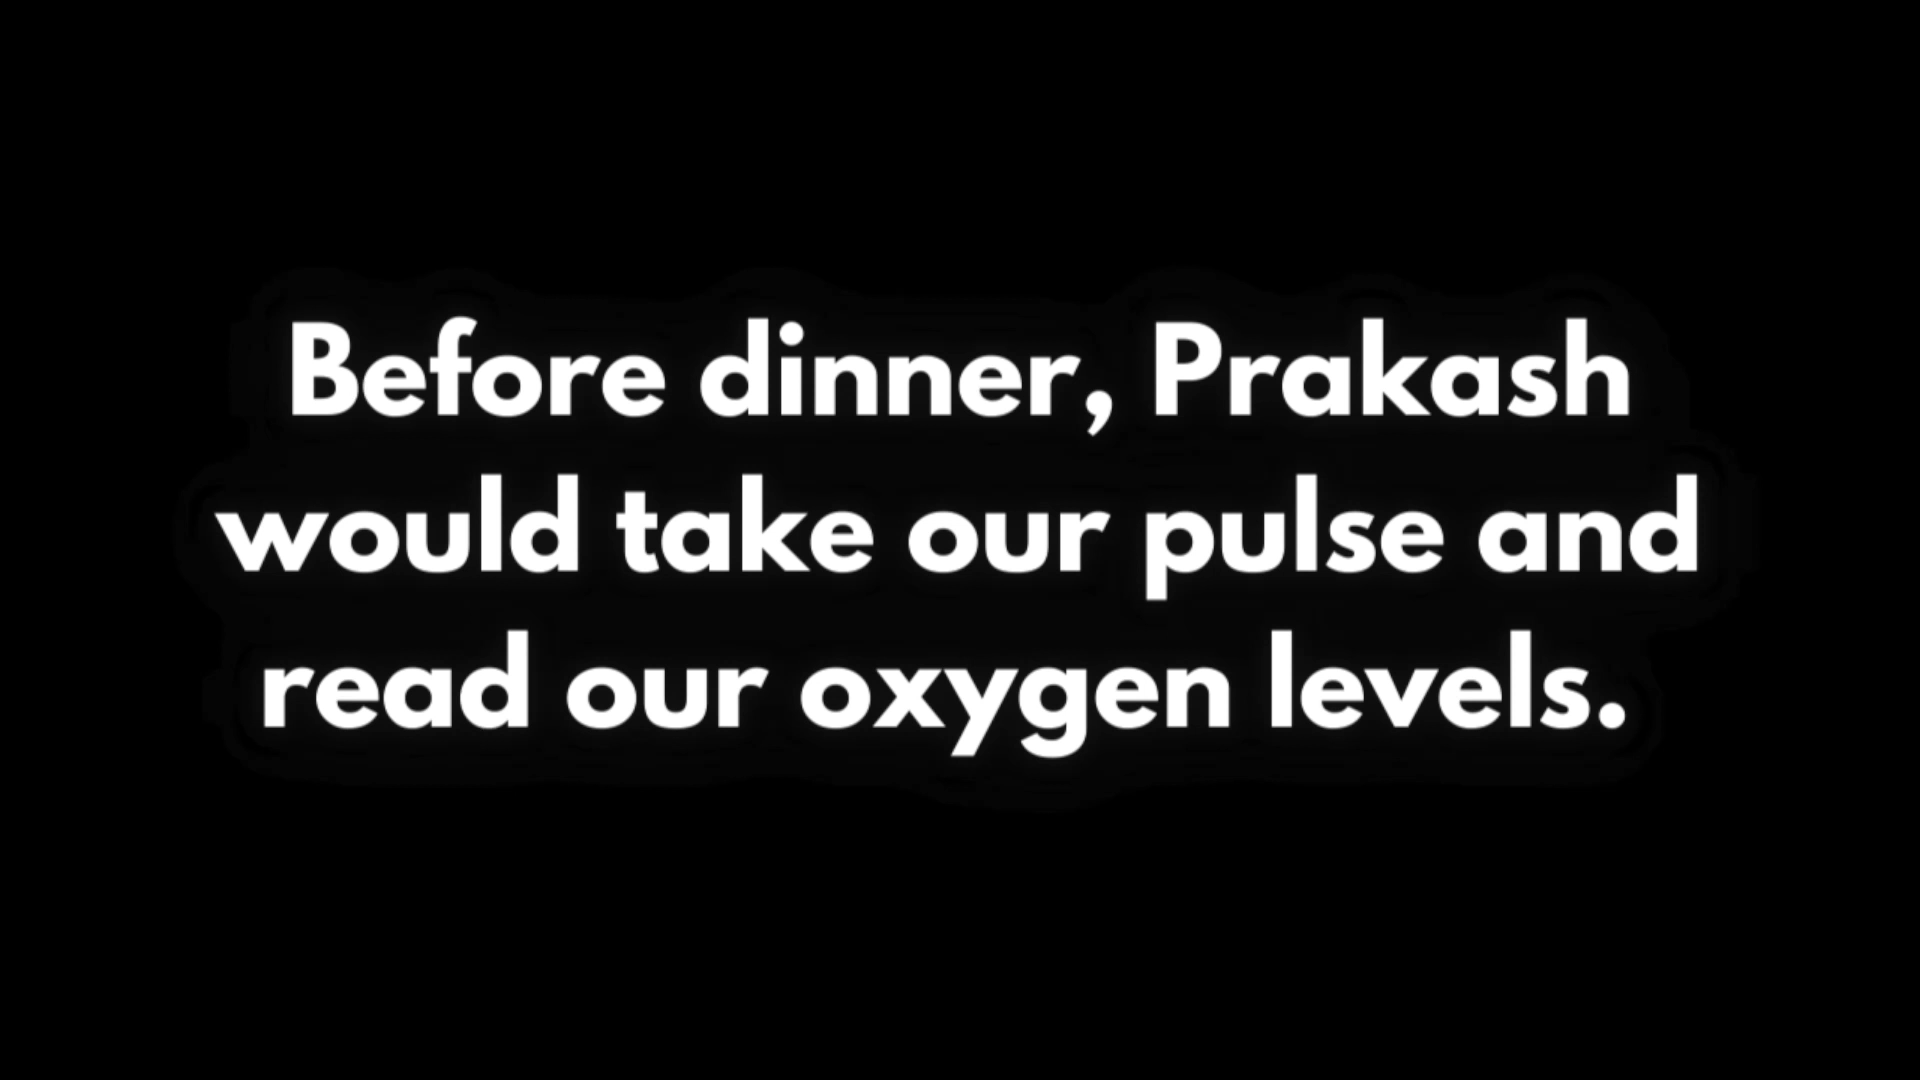 Before dinner, Prakash
would take our pulse and
read our oxygen levels.